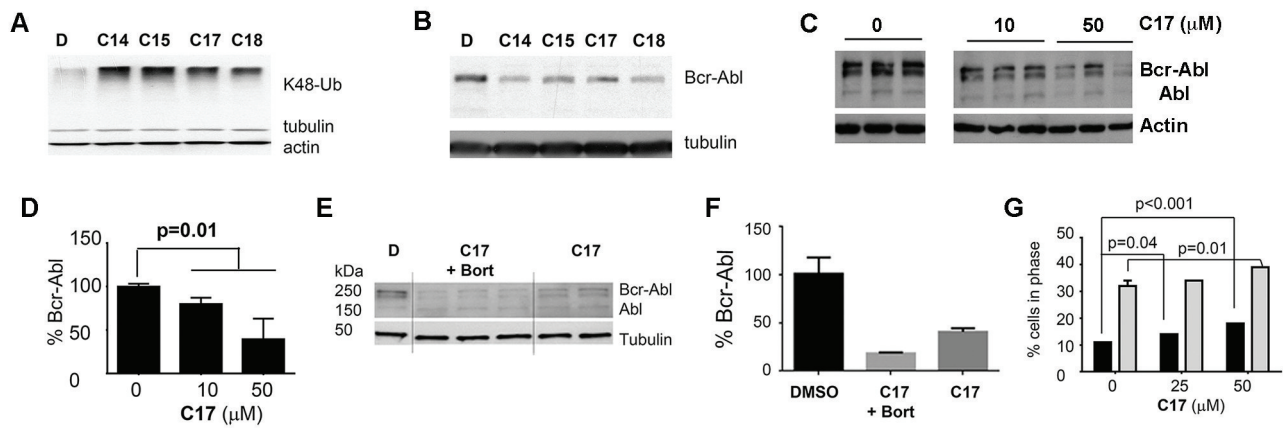 A
D C14 C15 C17 C18
K48-Ub
tubulin
actin
B
D C14 C15 C17 C18
Bcr-Abl
tubulin
C
0 10 50 C17 (μM)
Bcr-Abl
Abl
Actin
D
p=0.01
% Bcr-Abl
150
100
50
0
0 10 50
C17 (μM)
E
D C17 + Bort C17
kDa
250
150
50
Bcr-Abl
Abl
Tubulin
F
% Bcr-Abl
150
100
50
0
DMSO C17 + Bort C17
G
p<0.001
p=0.04 p=0.01
% cells in phase
50
40
30
20
10
0
0 25 50
C17 (μM)